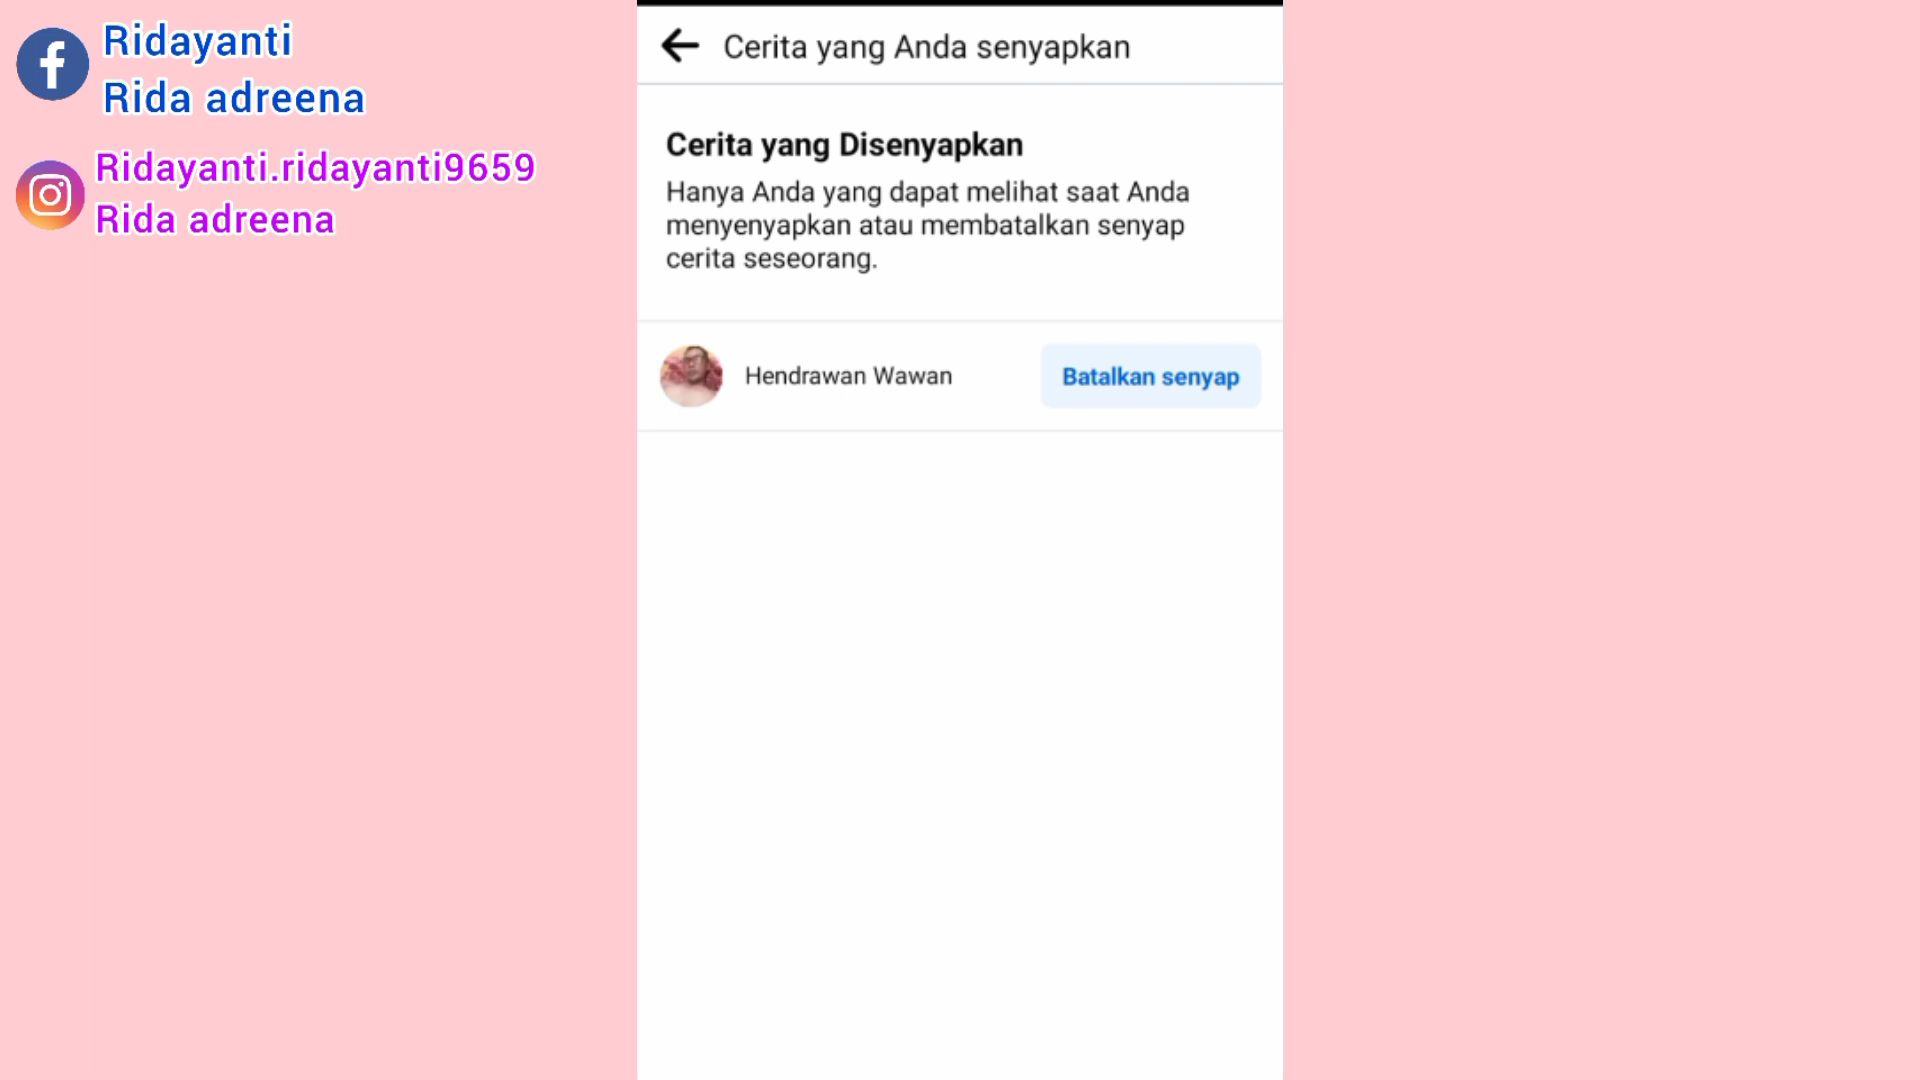 Ridayanti
Rida adreena
Ridayanti.ridayanti9659
Rida adreena
Cerita yang Anda senyapkan
Cerita yang Disenyapkan
Hanya Anda yang dapat melihat saat Anda
menyenyapkan atau membatalkan senyap
cerita seseorang.
Hendrawan Wawan
Batalkan senyap